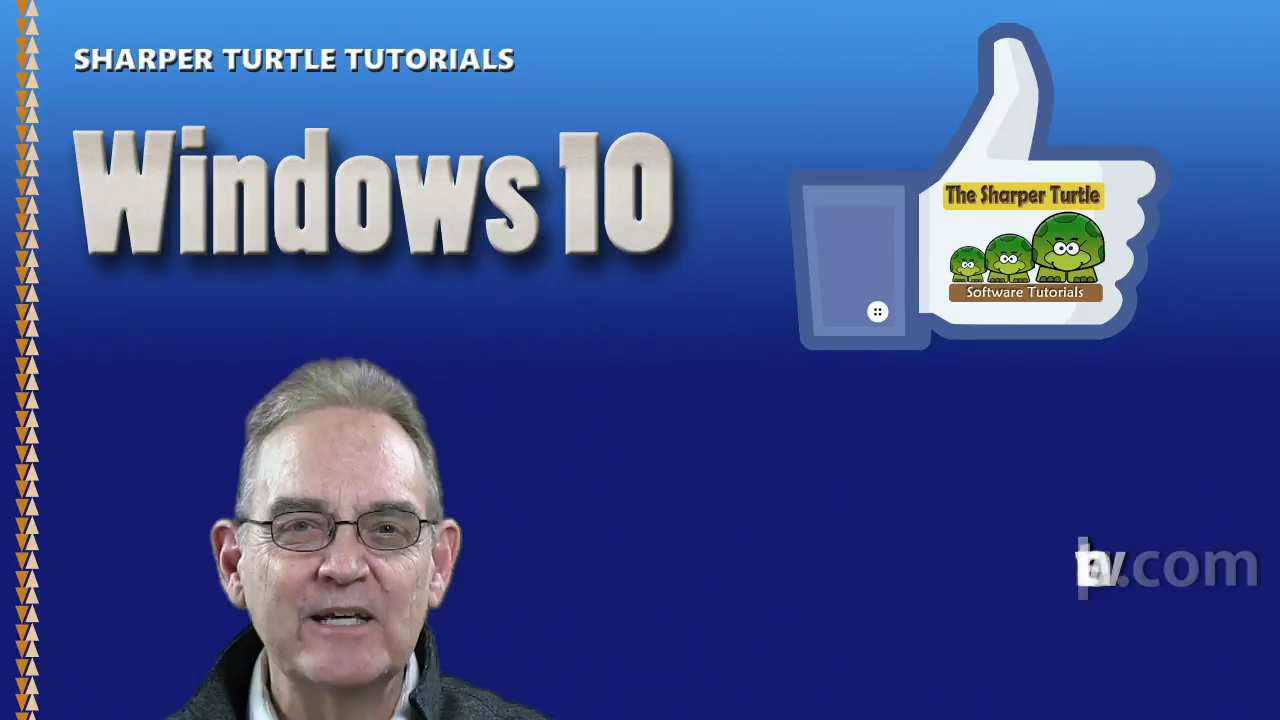 SHARPER TURTLE TUTORIALS
Windows 10
The Sharper Turtle
Software Tutorials
.com